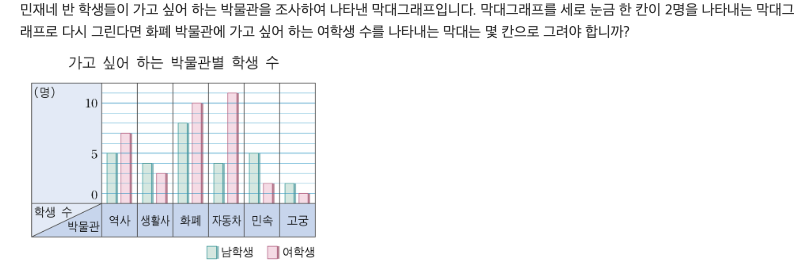 민재네 반 학생들이 가고 싶어 하는 박물관을 조사하여 나타낸 막대그래프입니다. 막대그래프를 세로 눈금 한 칸이 2명을 나타내는 막대그
래프로 다시 그린다면 화폐 박물관에 가고 싶어 하는 여학생 수를 나타내는 막대는 몇 칸으로 그려야 합니까?
가고 싶어 하는 박물관별 학생 수
(명)
10
5
0
학생 수
박물관 역사 생활사 화폐 자동차 민속 고궁
남학생 여학생